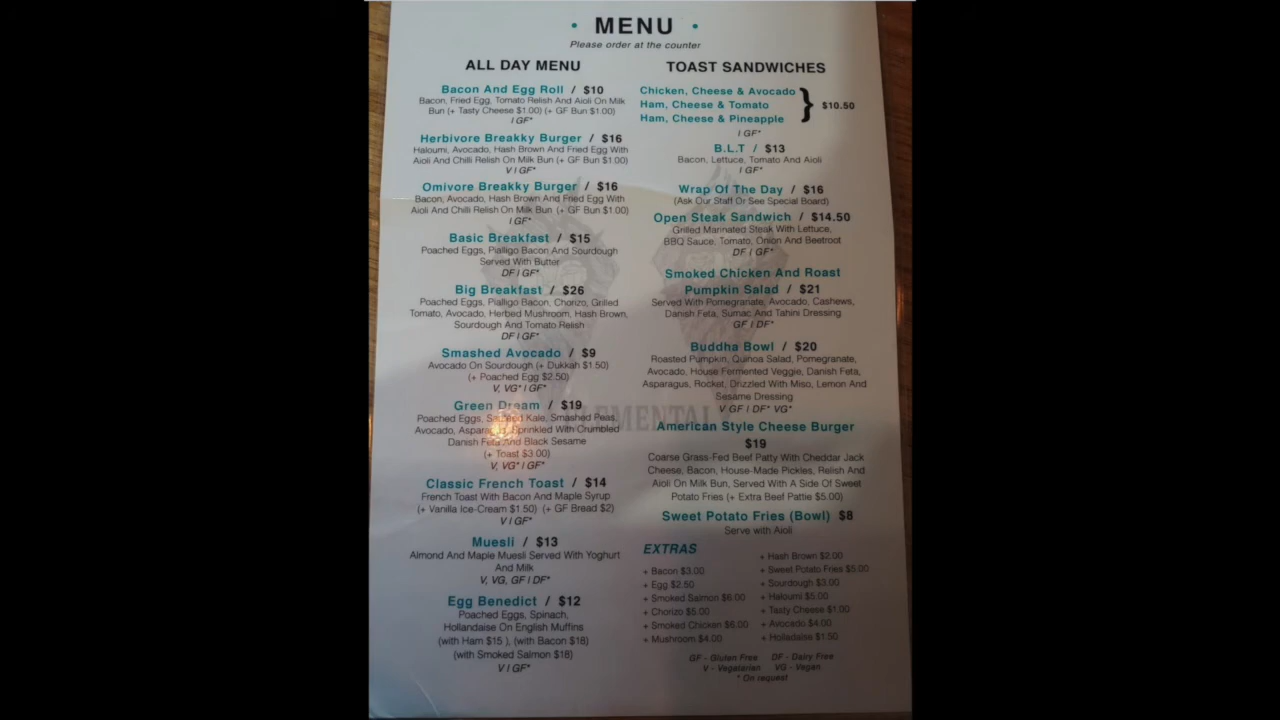 • MENU •
Please order at the counter
ALL DAY MENU
Bacon And Egg Roll / $10
Bacon, Fried Egg, Tomato Relish And Aioli On Milk
Bun (+ Tasty Cheese $1.00) (+ GF Bun $1.00)
I GF*
Herbivore Breakky Burger / $16
Haloumi, Avocado, Hash Brown And Fried Egg With
Aioli And Chilli Relish On Milk Bun (+ GF Bun $1.00)
V I GF*
Omivore Breakky Burger / $16
Bacon, Avocado, Hash Brown And Fried Egg With
Aioli And Chilli Relish On Milk Bun (+ GF Bun $1.00)
I GF*
Basic Breakfast / $15
Poached Eggs, Pialligo Bacon And Sourdough
Served With Butter
DF I GF*
Big Breakfast / $26
Poached Eggs, Pialligo Bacon, Chorizo, Grilled
Tomato, Avocado, Herbed Mushroom, Hash Brown,
Sourdough And Tomato Relish
DF I GF*
Smashed Avocado / $9
Avocado On Sourdough (+ Dukkah $1.50)
(+ Poached Egg $2.50)
V, VG* I GF*
Green Dream / $19
Poached Eggs, Sauteed Kale, Smashed Peas,
Avocado, Asparagus, Sprinkled With Crumbled
Danish Feta And Black Sesame
(+ Toast $3.00)
V, VG* I GF*
Classic French Toast / $14
French Toast With Bacon And Maple Syrup
(+ Vanilla Ice-Cream $1.50) (+ GF Bread $2)
V I GF*
Muesli / $13
Almond And Maple Muesli Served With Yoghurt
And Milk
V, VG, GF I DF*
Egg Benedict / $12
Poached Eggs, Spinach,
Hollandaise On English Muffins
(with Ham $15 ), (with Bacon $18)
(with Smoked Salmon $18)
V I GF*
TOAST SANDWICHES
Chicken, Cheese & Avocado
Ham, Cheese & Tomato
Ham, Cheese & Pineapple
} $10.50
I GF*
B.L.T / $13
Bacon, Lettuce, Tomato And Aioli
I GF*
Wrap Of The Day / $16
(Ask Our Staff Or See Special Board)
Open Steak Sandwich / $14.50
Grilled Marinated Steak With Lettuce,
BBQ Sauce, Tomato, Onion And Beetroot
DF I GF*
Smoked Chicken And Roast
Pumpkin Salad / $21
Served With Pomegranate, Avocado, Cashews,
Danish Feta, Sumac And Tahini Dressing
GF I DF*
Buddha Bowl / $20
Roasted Pumpkin, Quinoa Salad, Pomegranate,
Avocado, House Fermented Veggie, Danish Feta,
Asparagus, Rocket, Drizzled With Miso, Lemon And
Sesame Dressing
V GF I DF* VG*
American Style Cheese Burger
$19
Coarse Grass-Fed Beef Patty With Cheddar Jack
Cheese, Bacon, House-Made Pickles, Relish And
Aioli On Milk Bun, Served With A Side Of Sweet
Potato Fries (+ Extra Beef Pattie $5.00)
Sweet Potato Fries (Bowl) $8
Serve with Aioli
EXTRAS
+ Bacon $3.00
+ Egg $2.50
+ Smoked Salmon $6.00
+ Chorizo $5.00
+ Smoked Chicken $6.00
+ Mushroom $4.00
+ Hash Brown $2.00
+ Sweet Potato Fries $5.00
+ Sourdough $3.00
+ Haloumi $5.00
+ Tasty Cheese $1.00
+ Avocado $4.00
+ Holladaise $1.50
GF - Gluten Free DF - Dairy Free
V - Vegetarian VG - Vegan
* On request